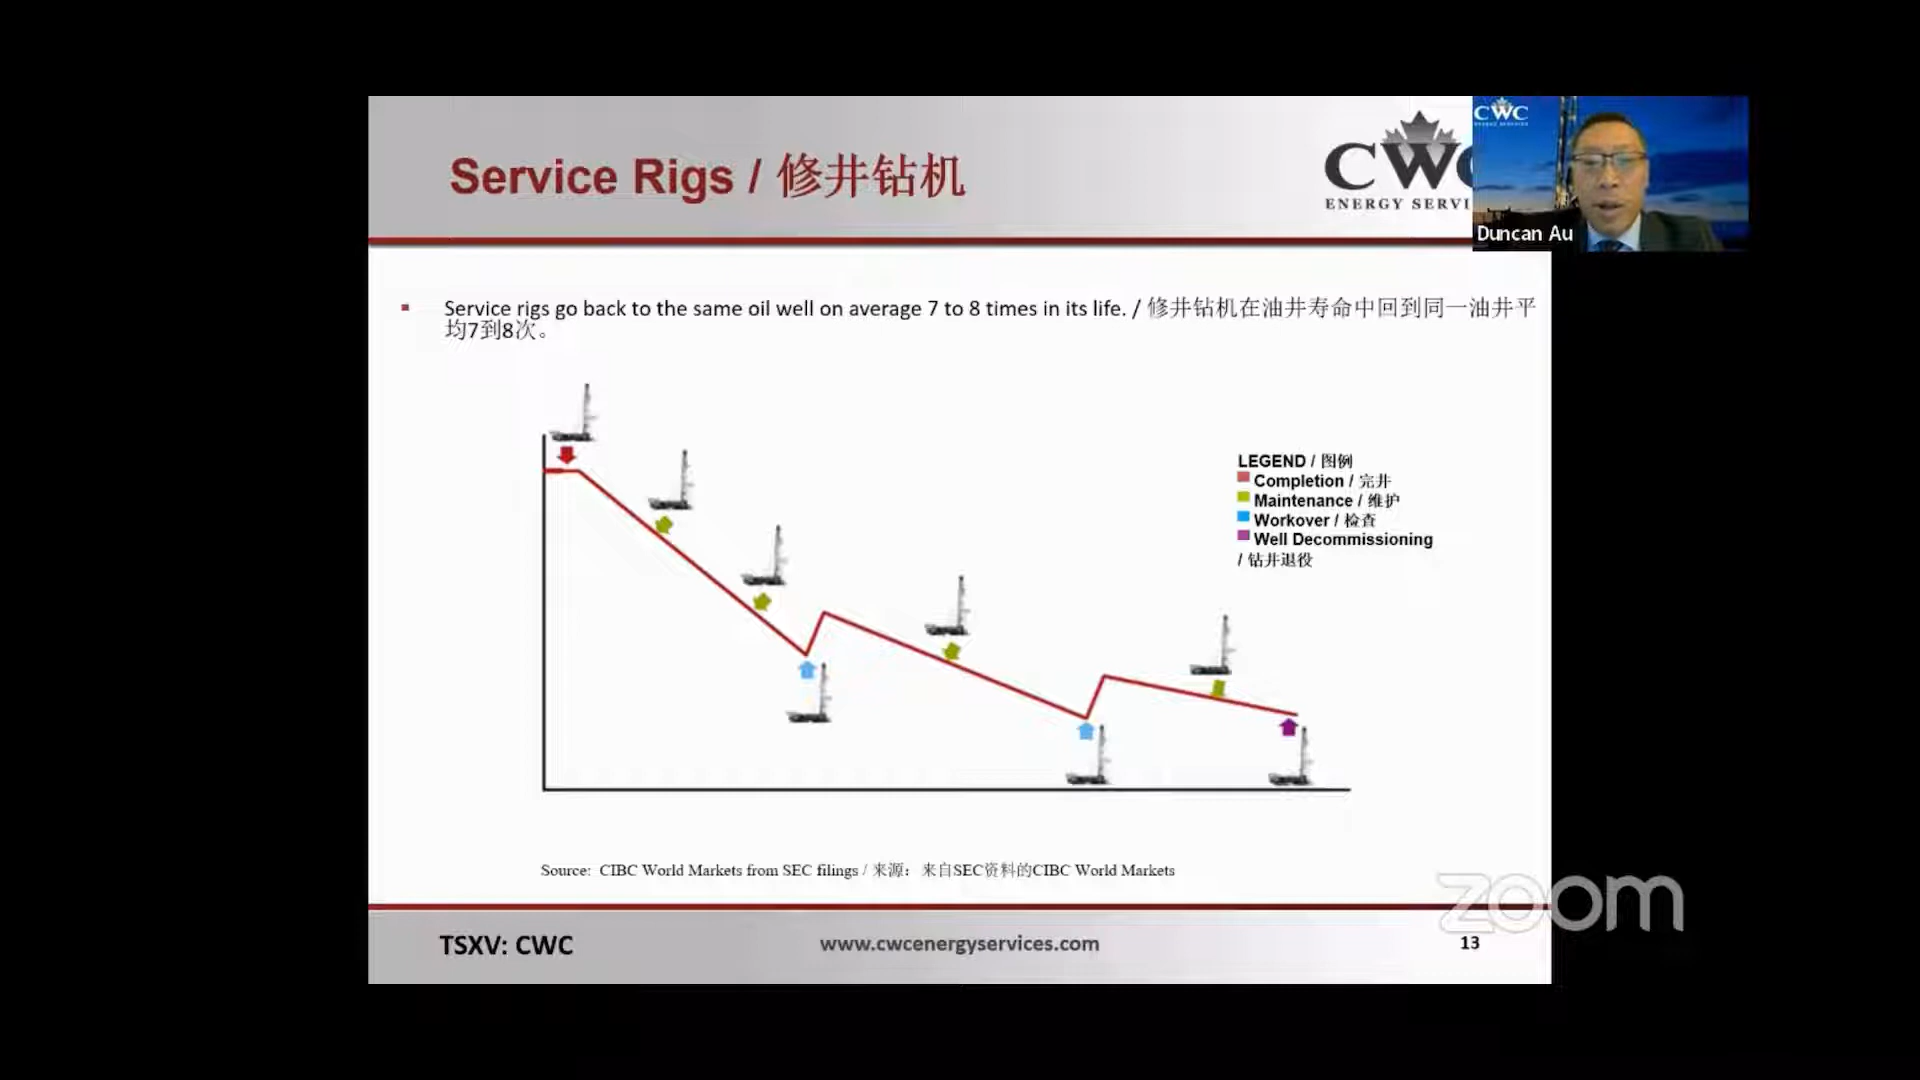 Service Rigs / 修井钻机
CWC
ENERGY SERVI
CWC
Duncan Au
Service rigs go back to the same oil well on average 7 to 8 times in its life. / 修井钻机在油井寿命中回到同一油井平
均7到8次。
LEGEND / 图例
Completion / 完井
Maintenance / 维护
Workover / 检查
Well Decommissioning
/ 钻井退役
Source: CIBC World Markets from SEC filings / 来源： 来自SEC资料的CIBC World Markets
zoom
TSXV: CWC
www.cwcenergyservices.com
13